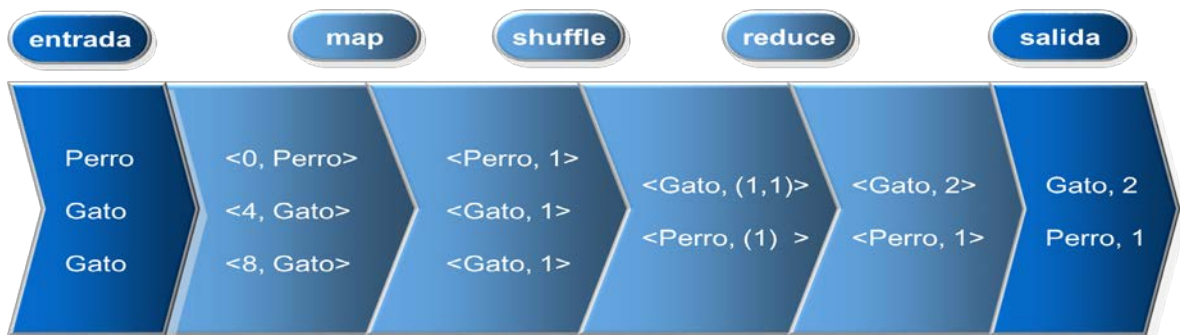 entrada
map
shuffle
reduce
salida
Perro
Gato
Gato
<0, Perro>
<4, Gato>
<8, Gato>
<Perro, 1>
<Gato, 1>
<Gato, 1>
<Gato, (1,1)>
<Perro, (1) >
<Gato, 2>
<Perro, 1>
Gato, 2
Perro, 1